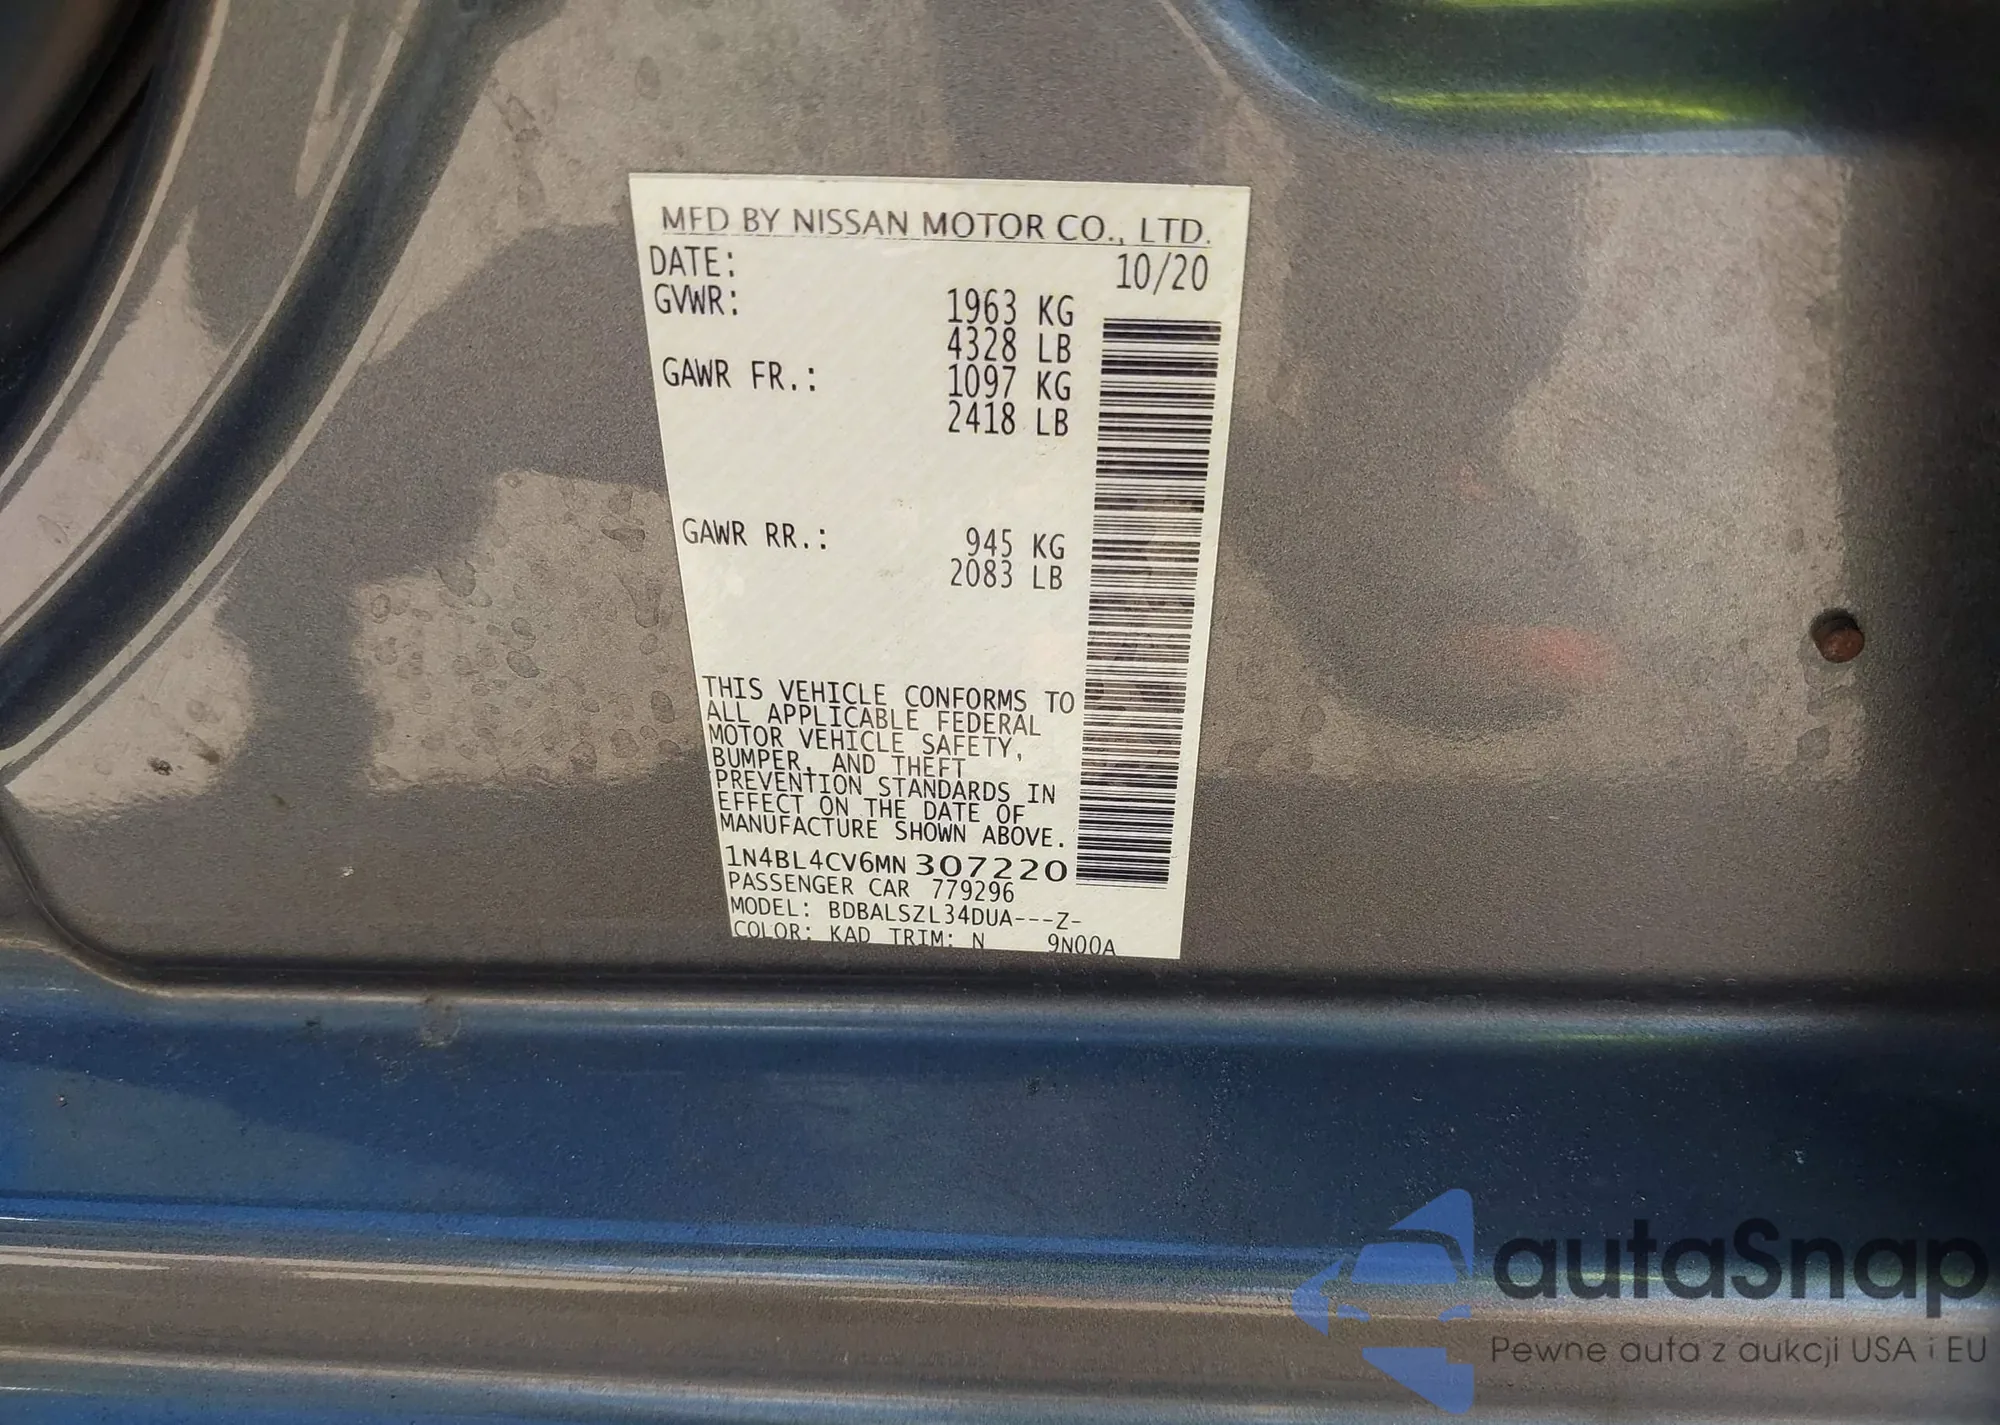 MFD BY NISSAN MOTOR CO., LTD.
DATE: 10/20
GVWR: 1963 KG
4328 LB
GAWR FR.: 1097 KG
2418 LB
GAWR RR.: 945 KG
2083 LB
THIS VEHICLE CONFORMS TO
ALL APPLICABLE FEDERAL
MOTOR VEHICLE SAFETY,
BUMPER, AND THEFT
PREVENTION STANDARDS IN
EFFECT ON THE DATE OF
MANUFACTURE SHOWN ABOVE.
1N4BL4CV6MN307220
PASSENGER CAR 779296
MODEL: BDBALSZL34DUA---Z-
COLOR: KAD TRIM: N 9N00A
autaSnap
Pewne auta z aukcji USA i EU